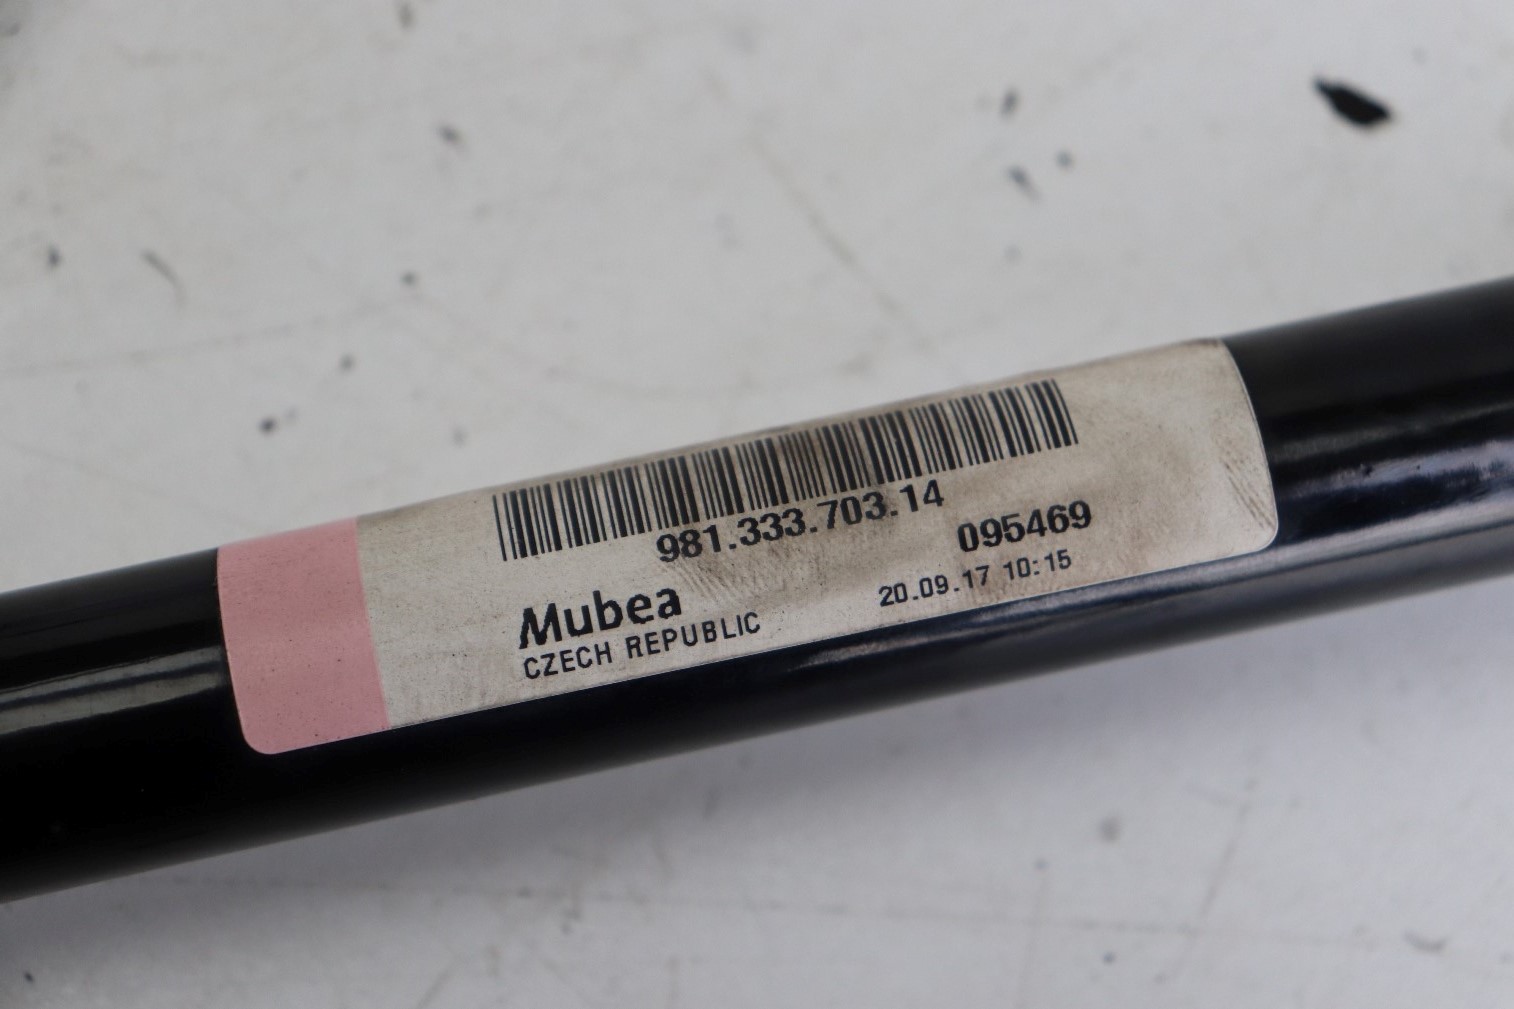 981.333.703.14
095469
Mubea
20.09.17 10:15
CZECH REPUBLIC